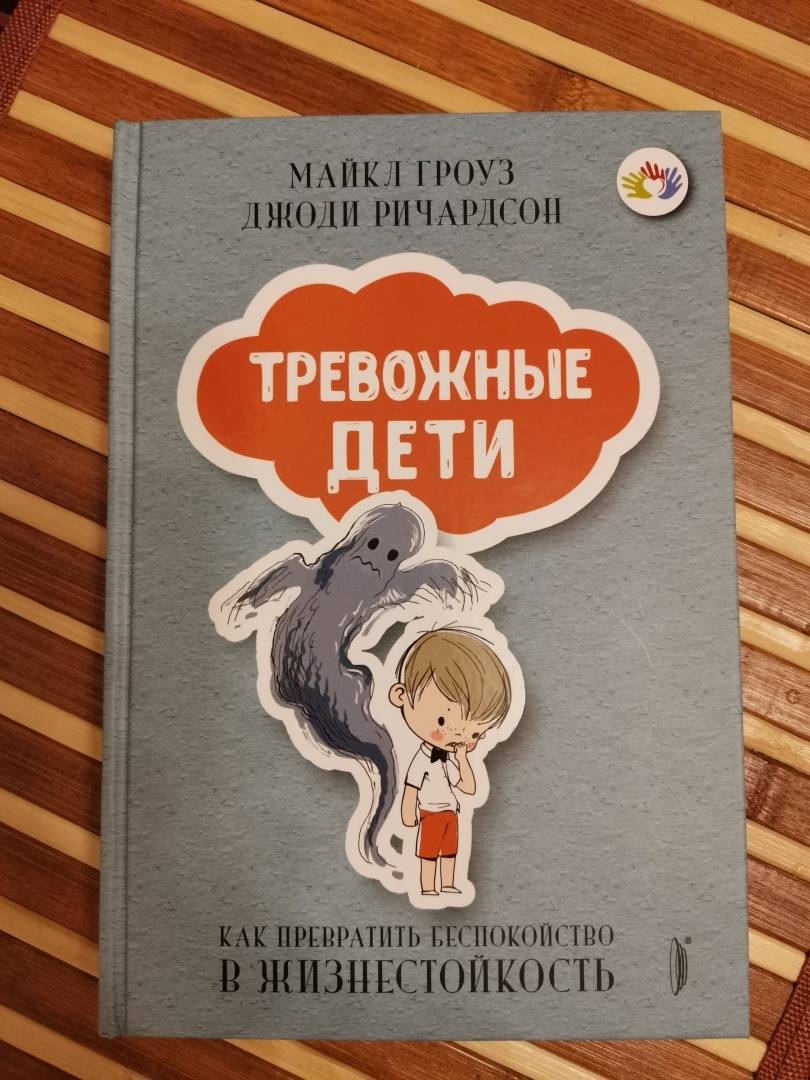 МАЙКЛ ГРОУЗ
ДЖОДИ РИЧАРДСОН
ТРЕВОЖНЫЕ
ДЕТИ
КАК ПРЕВРАТИТЬ БЕСПОКОЙСТВО
В ЖИЗНЕСТОЙКОСТЬ
®